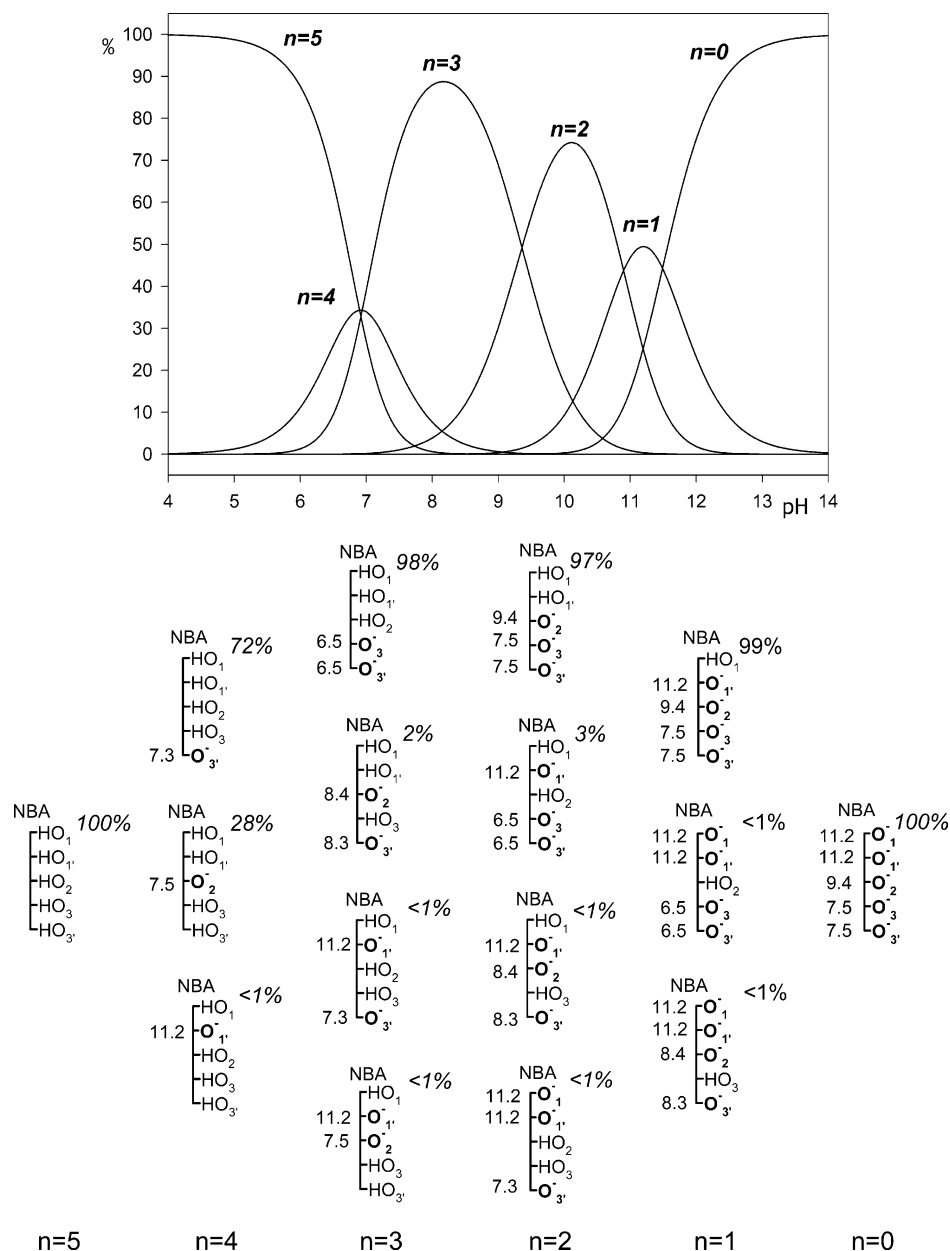 %
100
90
80
70
60
50
40
30
20
10
0
n=5
n=4
n=3
n=2
n=1
n=0
4 5 6 7 8 9 10 11 12 13 14
pH
NBA 100%
HO1
HO1'
HO2
HO3
HO3'
n=5
NBA 72%
HO1
HO1'
HO2
HO3
7.3 O-3'
NBA 28%
HO1
HO1'
7.5 O-2
HO3
HO3'
NBA <1%
HO1
11.2 O-1'
HO2
HO3
HO3'
n=4
NBA 98%
HO1
HO1'
HO2
6.5 O-3
6.5 O-3'
NBA 2%
HO1
HO1'
8.4 O-2
HO3
8.3 O-3'
NBA <1%
HO1
11.2 O-1'
HO2
HO3
7.3 O-3'
NBA <1%
HO1
11.2 O-1'
7.5 O-2
HO3
HO3'
n=3
NBA 97%
HO1
HO1'
9.4 O-2
7.5 O-3
7.5 O-3'
NBA 3%
HO1
11.2 O-1'
HO2
6.5 O-3
6.5 O-3'
NBA <1%
HO1
11.2 O-1'
8.4 O-2
HO3
8.3 O-3'
NBA <1%
11.2 O-1
11.2 O-1'
HO2
HO3
7.3 O-3'
n=2
NBA 99%
HO1
11.2 O-1'
9.4 O-2
7.5 O-3
7.5 O-3'
NBA <1%
11.2 O-1
11.2 O-1'
HO2
6.5 O-3
6.5 O-3'
NBA <1%
11.2 O-1
11.2 O-1'
8.4 O-2
HO3
8.3 O-3'
n=1
NBA 100%
11.2 O-1
11.2 O-1'
9.4 O-2
7.5 O-3
7.5 O-3'
n=0